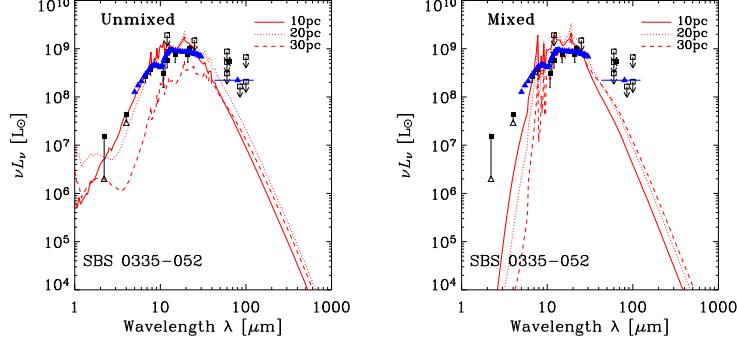 Unmixed
10pc
20pc
30pc
10¹⁰
10⁹
10⁸
10⁷
10⁶
10⁵
10⁴
νLν [L⊙]
SBS 0335−052
1 10 100 1000
Wavelength λ [μm]
Mixed
10pc
20pc
30pc
10¹⁰
10⁹
10⁸
10⁷
10⁶
10⁵
10⁴
νLν [L⊙]
SBS 0335−052
1 10 100 1000
Wavelength λ [μm]